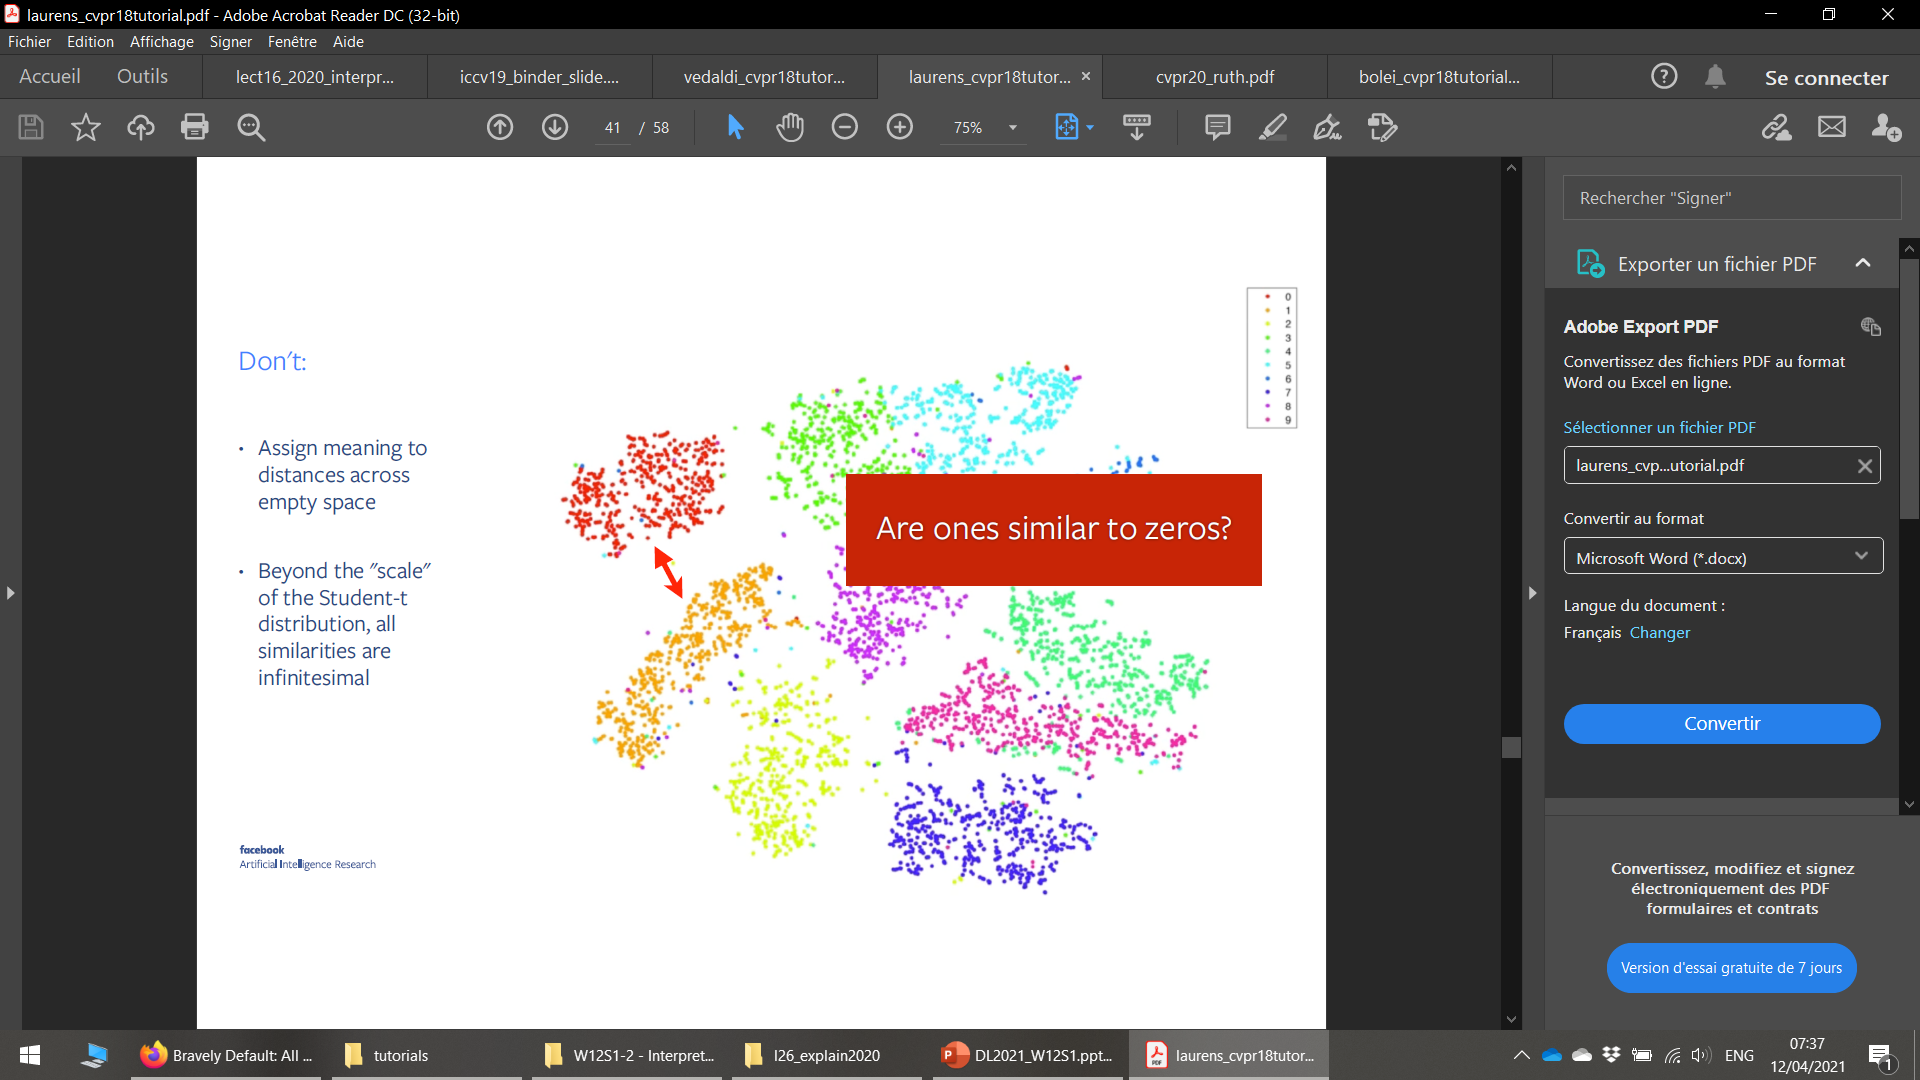 laurens_cvpr18tutorial.pdf - Adobe Acrobat Reader DC (32-bit)
Fichier Edition Affichage Signer Fenêtre Aide
Accueil Outils lect16_2020_interpr... iccv19_binder_slide.... vedaldi_cvpr18tutor... laurens_cvpr18tutor... cvpr20_ruth.pdf bolei_cvpr18tutorial... Se connecter
41 / 58 75%
Rechercher "Signer"
Exporter un fichier PDF
Adobe Export PDF
Convertissez des fichiers PDF au format
Word ou Excel en ligne.
Sélectionner un fichier PDF
laurens_cvp...utorial.pdf
Convertir au format
Microsoft Word (*.docx)
Langue du document :
Français Changer
Convertir
Convertissez, modifiez et signez
électroniquement des PDF
formulaires et contrats
Version d'essai gratuite de 7 jours
Don't:
• Assign meaning to
distances across
empty space
• Beyond the "scale"
of the Student-t
distribution, all
similarities are
infinitesimal
facebook
Artificial Intelligence Research
Are ones similar to zeros?
0
1
2
3
4
5
6
7
8
9
Bravely Default: All ... tutorials W12S1-2 - Interpret... l26_explain2020 DL2021_W12S1.ppt... laurens_cvpr18tutor... ENG
07:37
12/04/2021
1